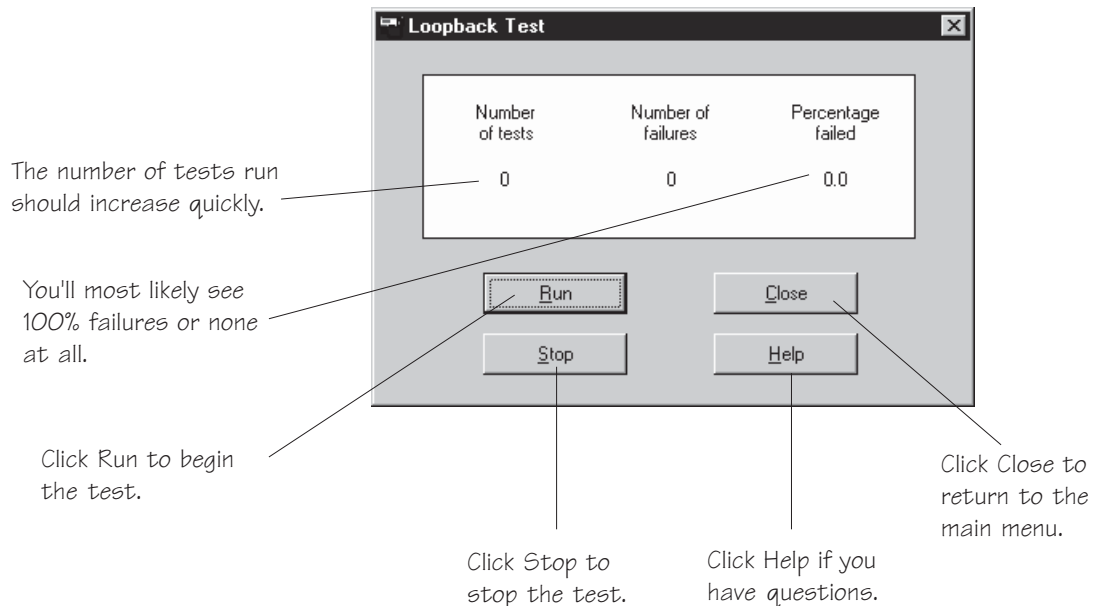 Loopback Test
Number
of tests
Number of
failures
Percentage
failed
0
0
0.0
The number of tests run
should increase quickly.
You'll most likely see
100% failures or none
at all.
Run
Close
Stop
Help
Click Run to begin
the test.
Click Stop to
stop the test.
Click Help if you
have questions.
Click Close to
return to the
main menu.